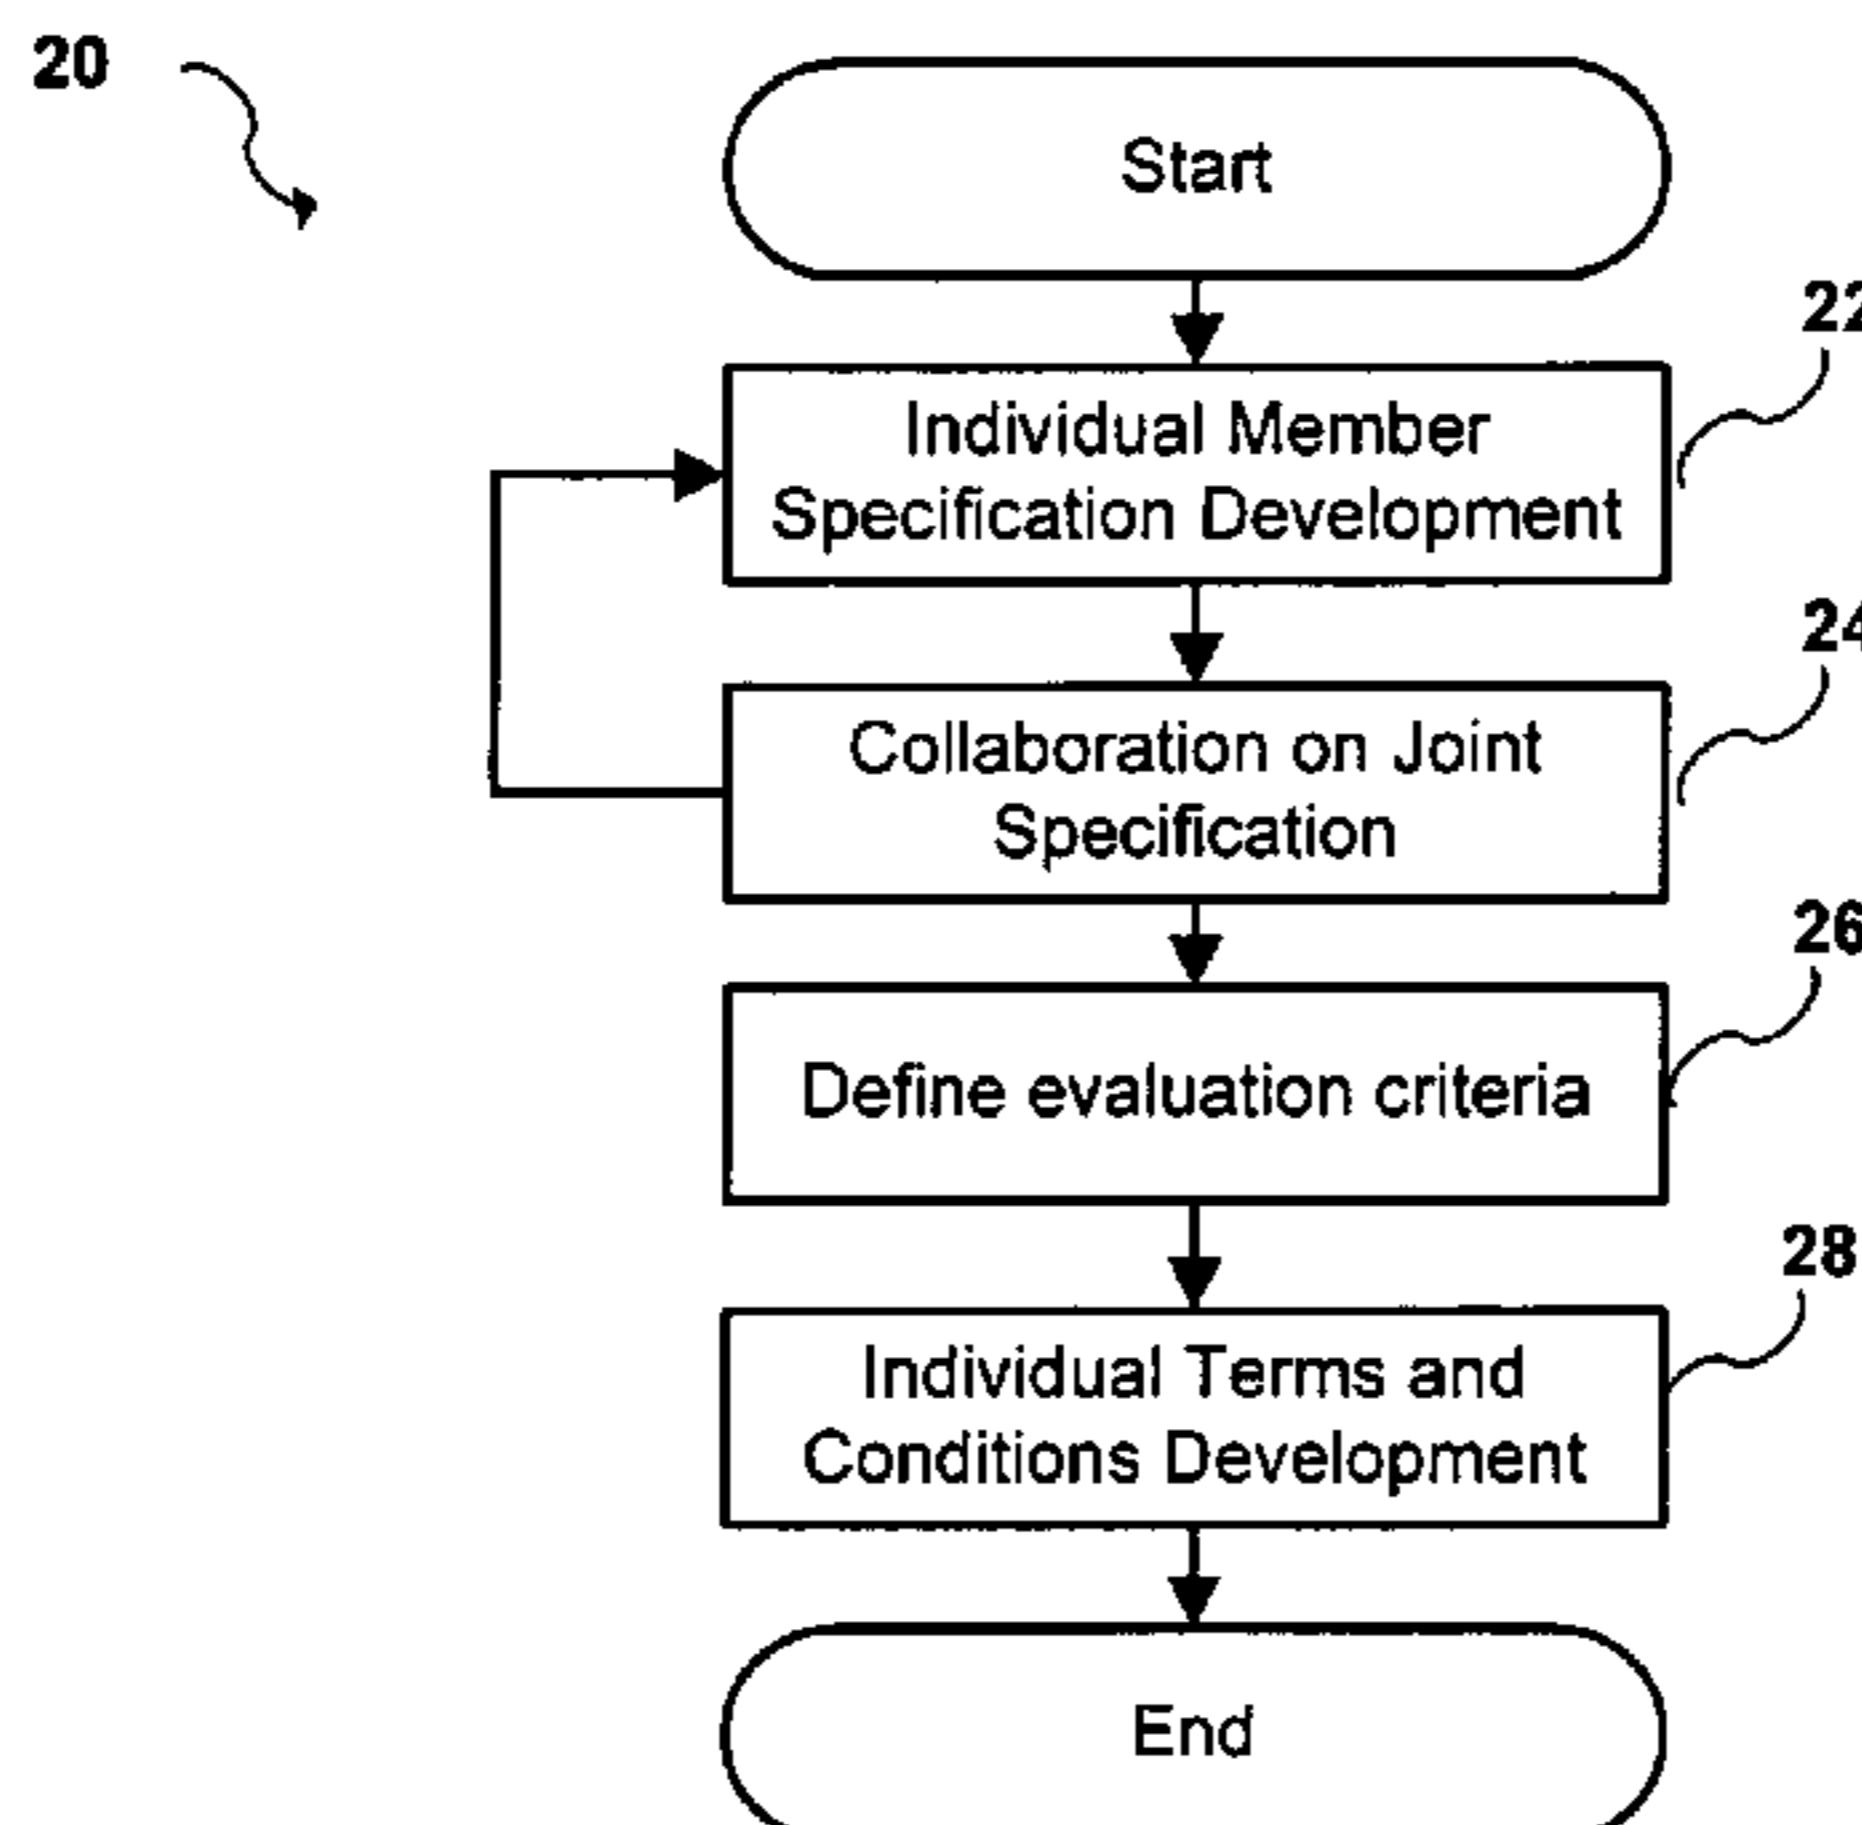 20
Start
22
Individual Member
Specification Development
24
Collaboration on Joint
Specification
26
Define evaluation criteria
28
Individual Terms and
Conditions Development
End